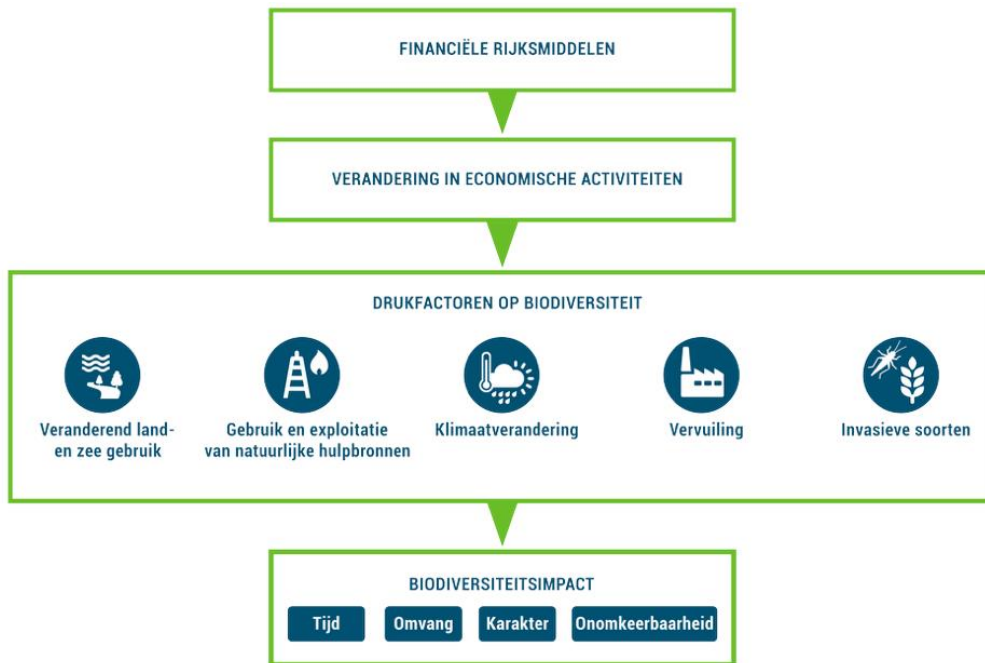 FINANCIËLE RIJKSMIDDELEN
VERANDERING IN ECONOMISCHE ACTIVITEITEN
DRUKFACTOREN OP BIODIVERSITEIT
Veranderend land-
en zee gebruik
Gebruik en exploitatie
van natuurlijke hulpbronnen
Klimaatverandering
Vervuiling
Invasieve soorten
BIODIVERSITEITSIMPACT
Tijd
Omvang
Karakter
Onomkeerbaarheid